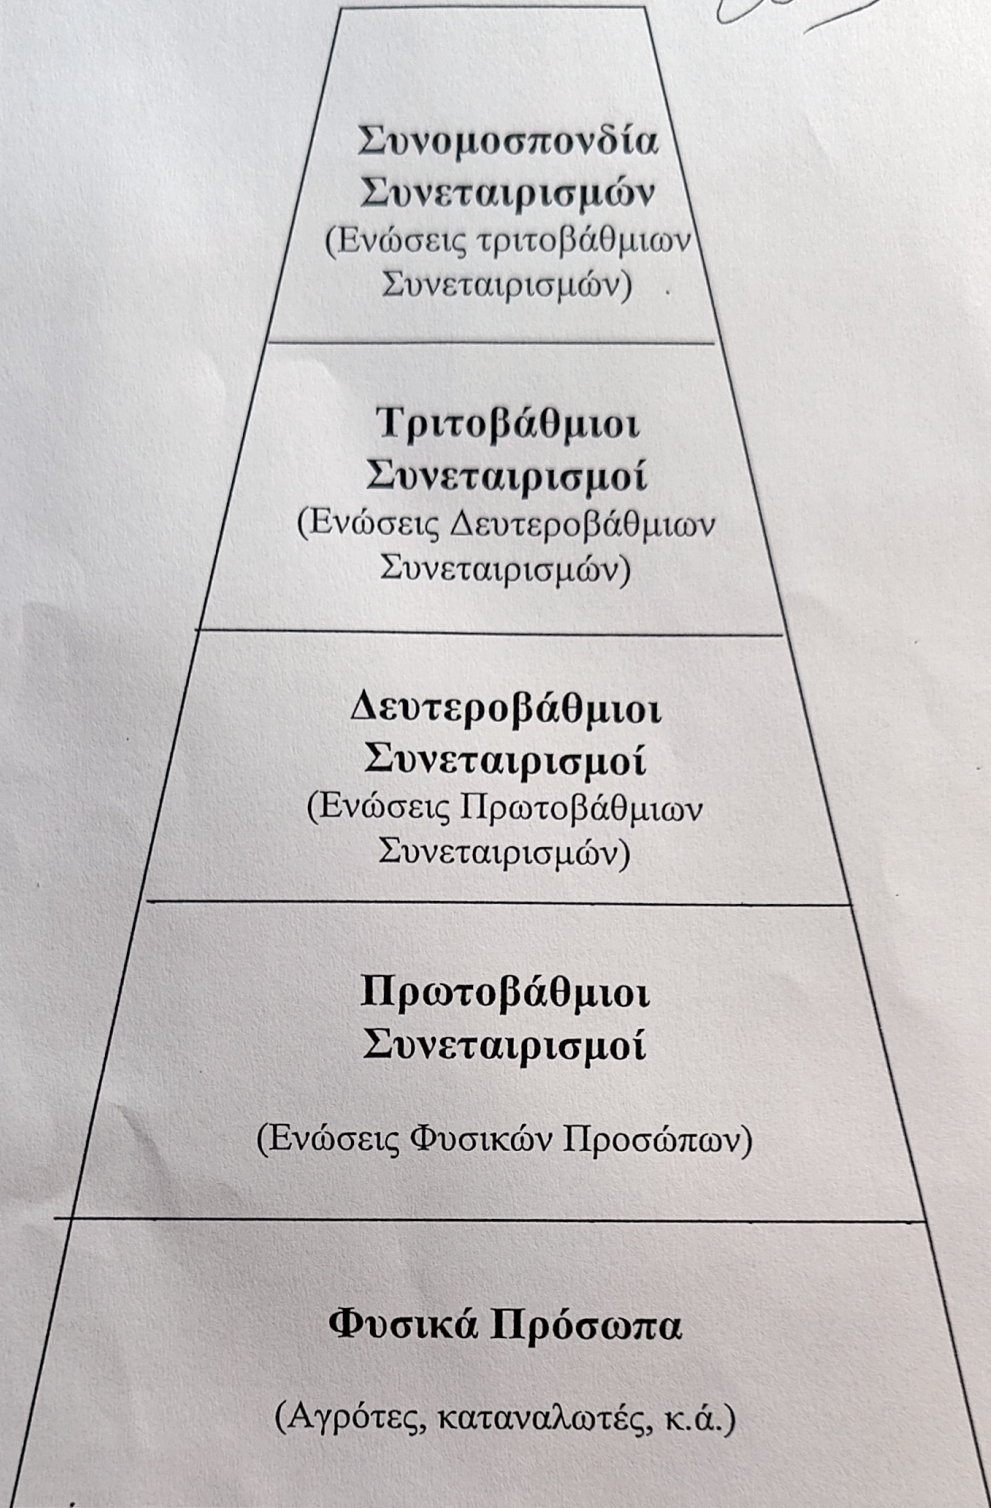 Συνομοσπονδία
Συνεταιρισμών
(Ενώσεις τριτοβάθμιων
Συνεταιρισμών)
Τριτοβάθμιοι
Συνεταιρισμοί
(Ενώσεις Δευτεροβάθμιων
Συνεταιρισμών)
Δευτεροβάθμιοι
Συνεταιρισμοί
(Ενώσεις Πρωτοβάθμιων
Συνεταιρισμών)
Πρωτοβάθμιοι
Συνεταιρισμοί
(Ενώσεις Φυσικών Προσώπων)
Φυσικά Πρόσωπα
(Αγρότες, καταναλωτές, κ.ά.)